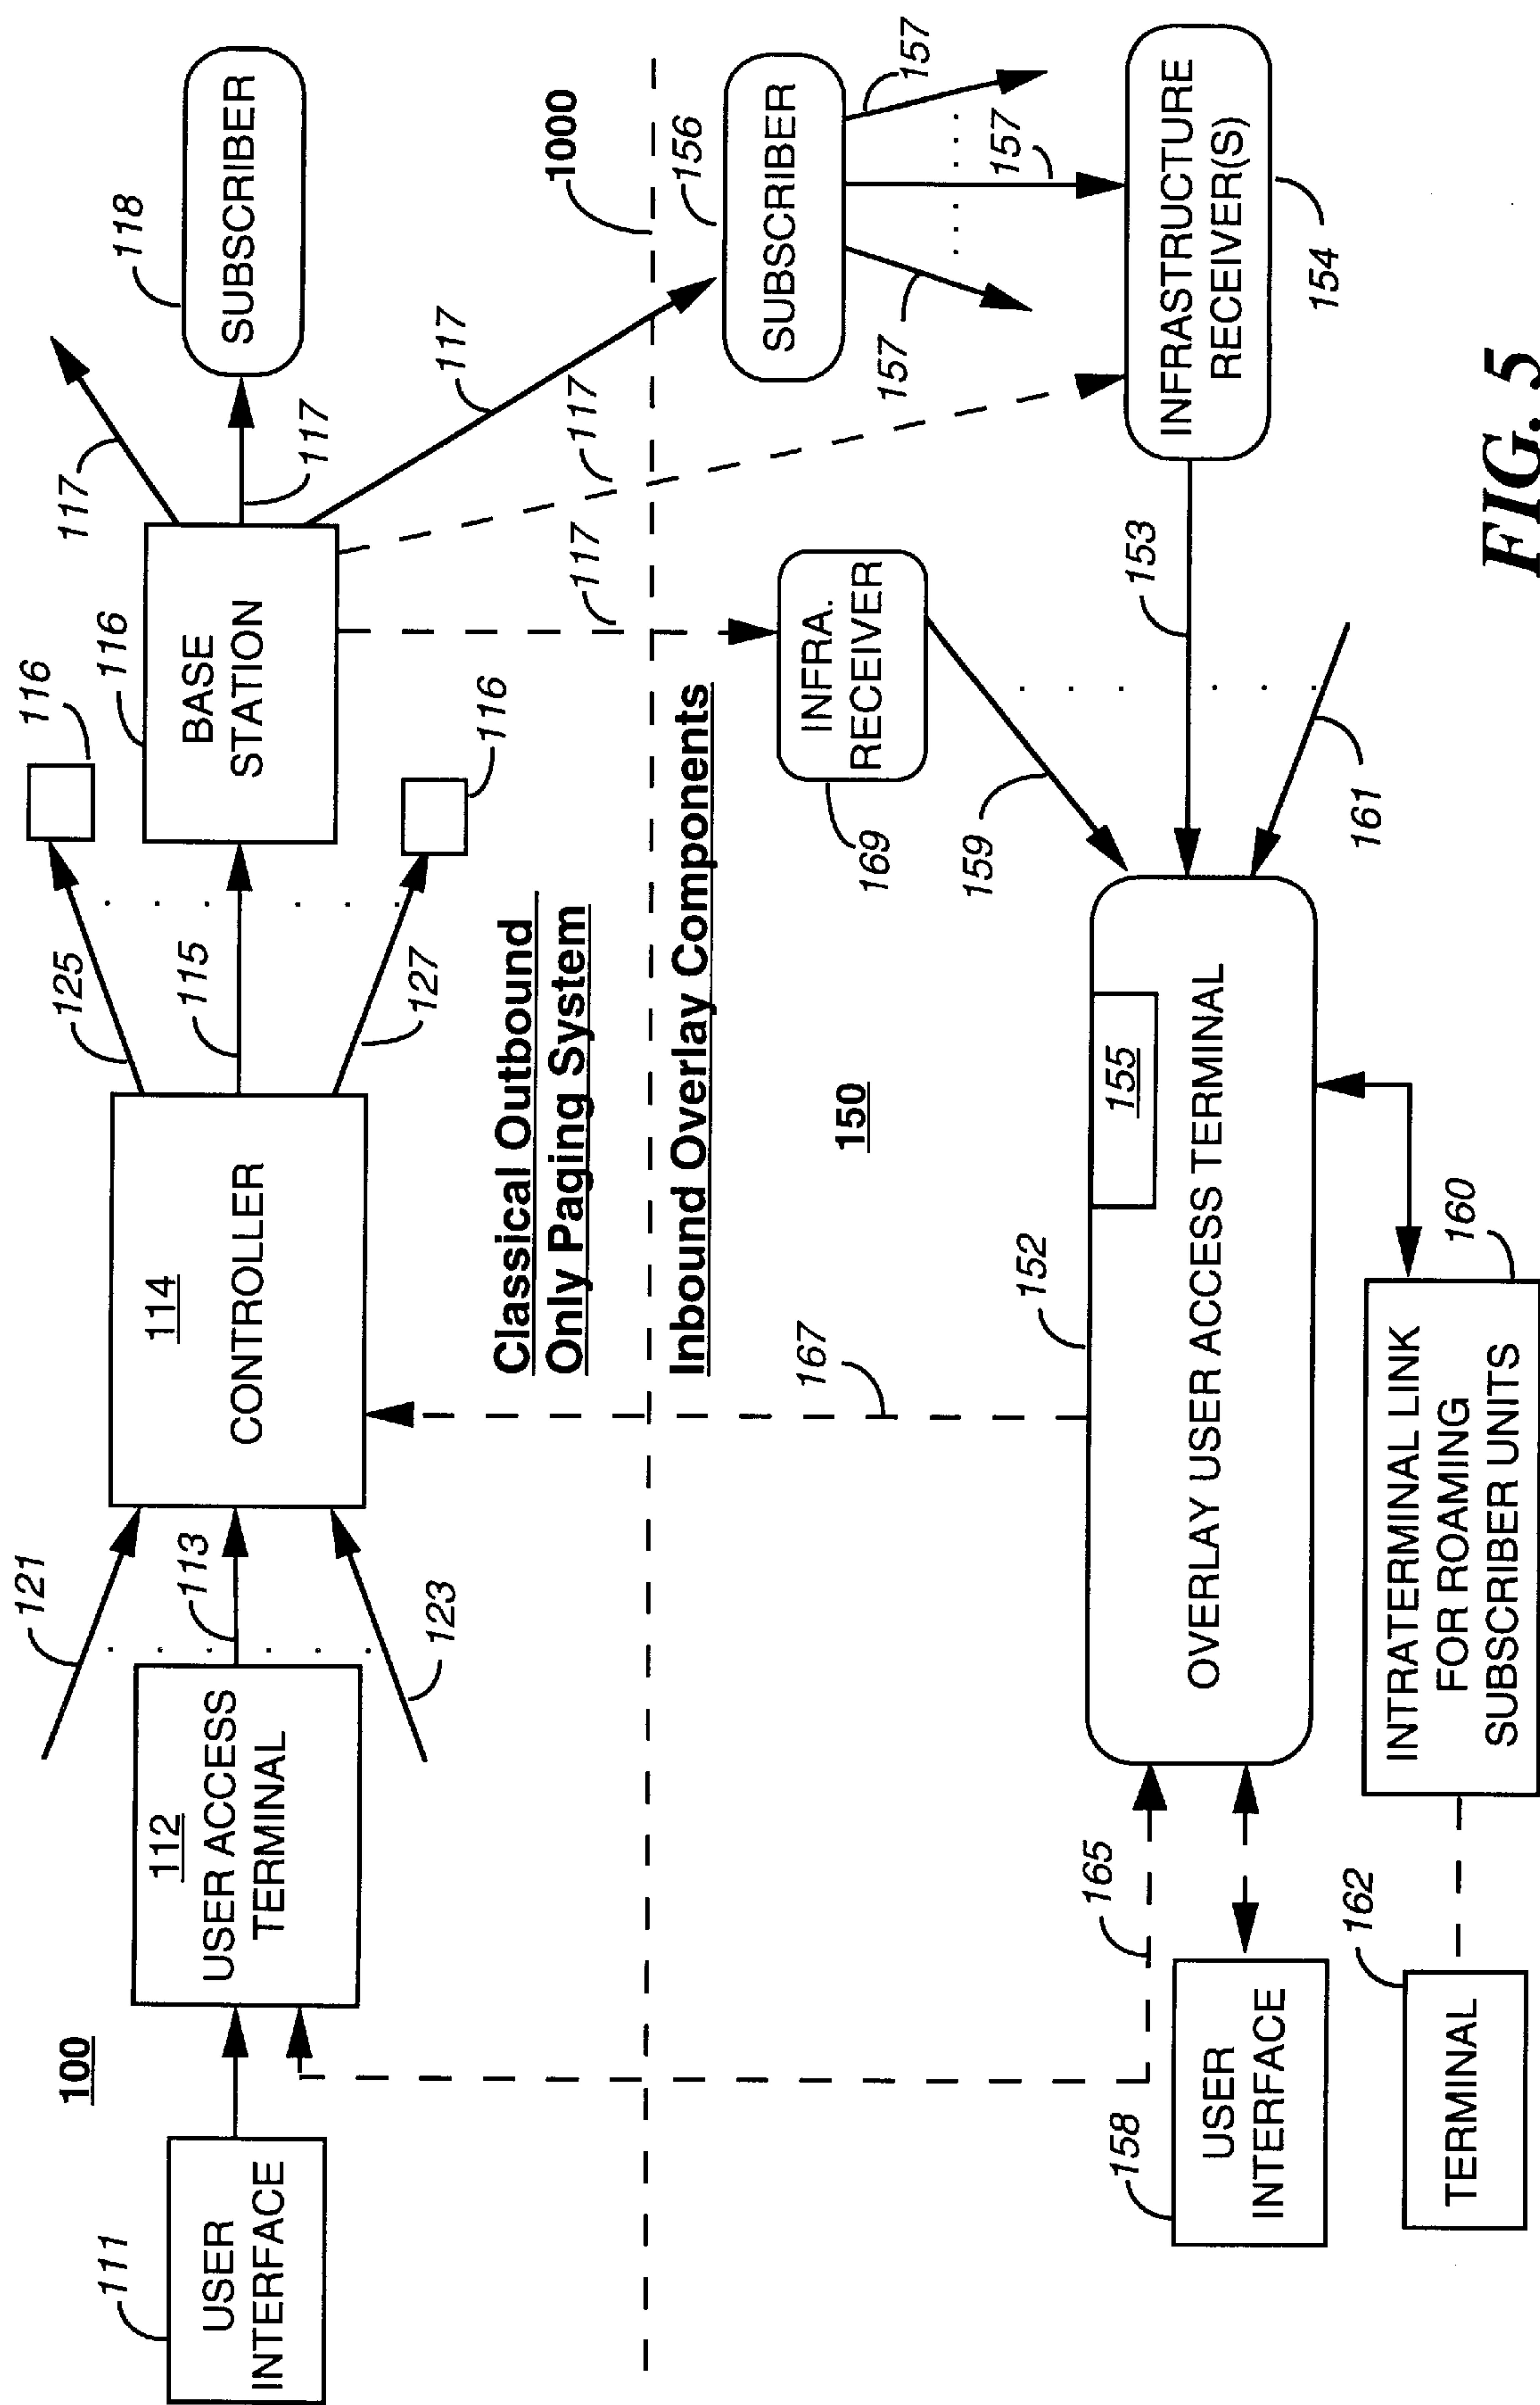 100
111
USER
INTERFACE
112
USER ACCESS
TERMINAL
121
113
123
114
CONTROLLER
125
115
127
116
116
BASE
STATION
116
117
117
117
117
117
118
SUBSCRIBER
1000
Classical Outbound
Only Paging System
Inbound Overlay Components
150
167
152
155
OVERLAY USER ACCESS TERMINAL
INFRA.
RECEIVER
169
159
153
161
156
SUBSCRIBER
157
157
157
INFRASTRUCTURE
RECEIVER(S)
154
165
158
USER
INTERFACE
162
TERMINAL
160
INTRATERMINAL LINK
FOR ROAMING
SUBSCRIBER UNITS
FIG. 5